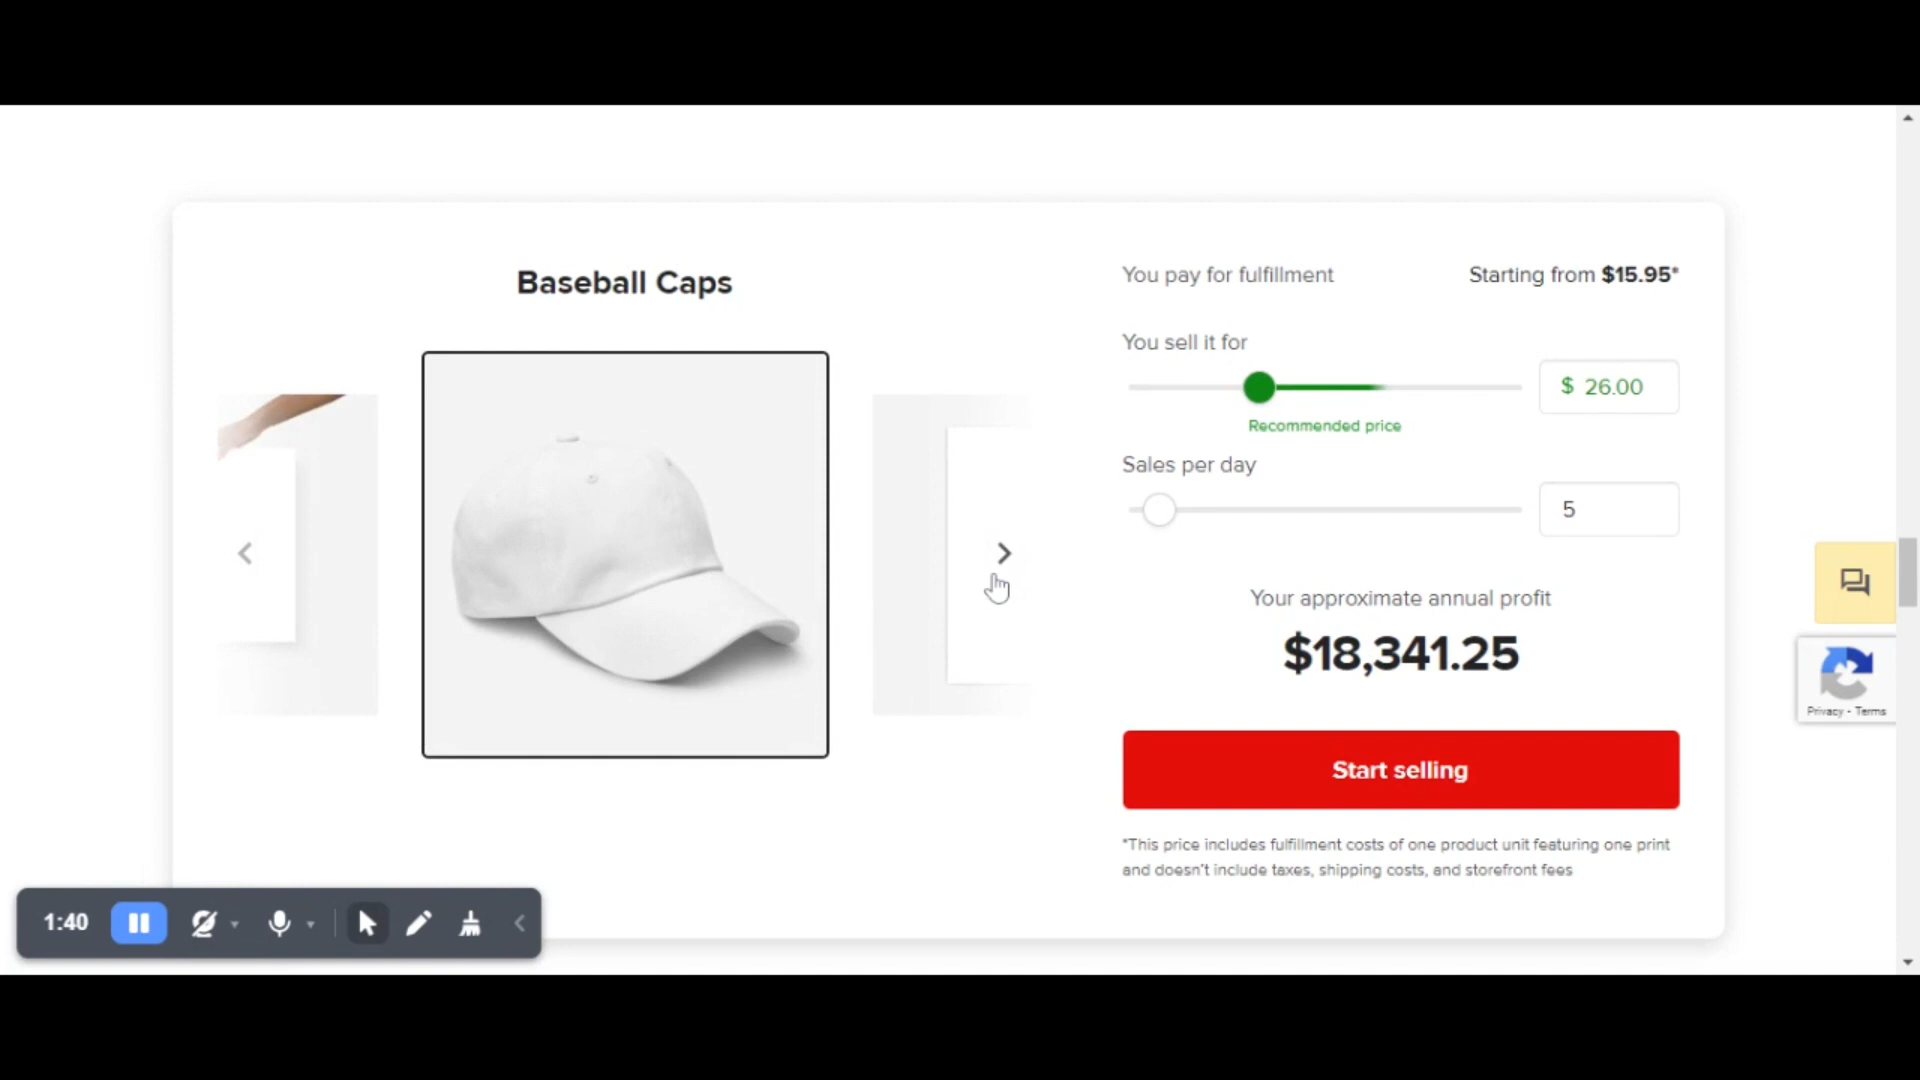 Baseball Caps
You pay for fulfillment
Starting from $15.95*
You sell it for
$ 26.00
Recommended price
Sales per day
5
Your approximate annual profit
$18,341.25
Start selling
*This price includes fulfillment costs of one product unit featuring one print
and doesn't include taxes, shipping costs, and storefront fees
Privacy - Terms
1:40